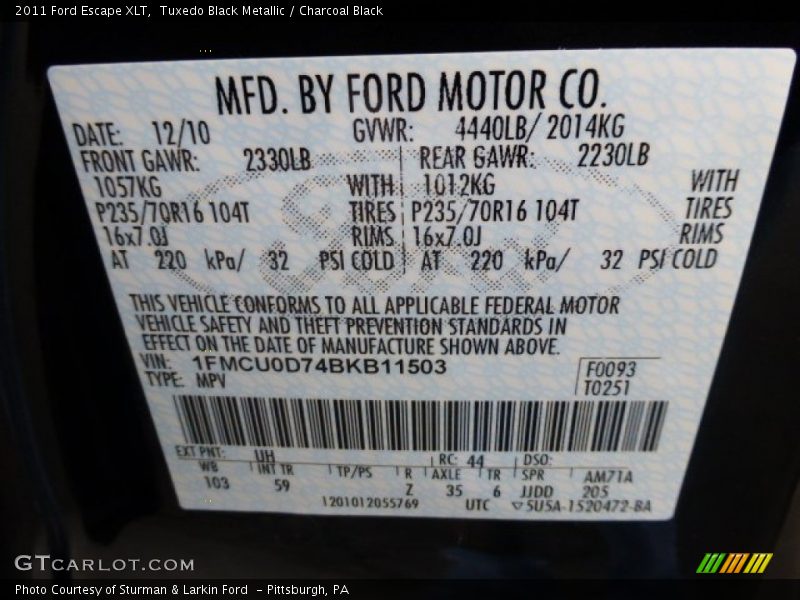 2011 Ford Escape XLT, Tuxedo Black Metallic / Charcoal Black
MFD. BY FORD MOTOR CO.
DATE: 12/10 GVWR: 4440LB/ 2014KG
FRONT GAWR: 2330LB REAR GAWR: 2230LB
1057KG WITH 1012KG WITH
P235/70R16 104T TIRES P235/70R16 104T TIRES
16x7.0J RIMS 16x7.0J RIMS
AT 220 kPa/ 32 PSI COLD AT 220 kPa/ 32 PSI COLD
THIS VEHICLE CONFORMS TO ALL APPLICABLE FEDERAL MOTOR
VEHICLE SAFETY AND THEFT PREVENTION STANDARDS IN
EFFECT ON THE DATE OF MANUFACTURE SHOWN ABOVE.
VIN: 1FMCU0D74BKB11503 F0093
TYPE: MPV T0251
EXT PNT: UH RC: 44 DSO:
WB INT TR TP/PS R AXLE TR SPR AM71A
103 59 Z 35 6 JJDD 205
1201012055769 UTC ▽5U5A-1520472-BA
GTCARLOT.COM
Photo Courtesy of Sturman & Larkin Ford - Pittsburgh, PA